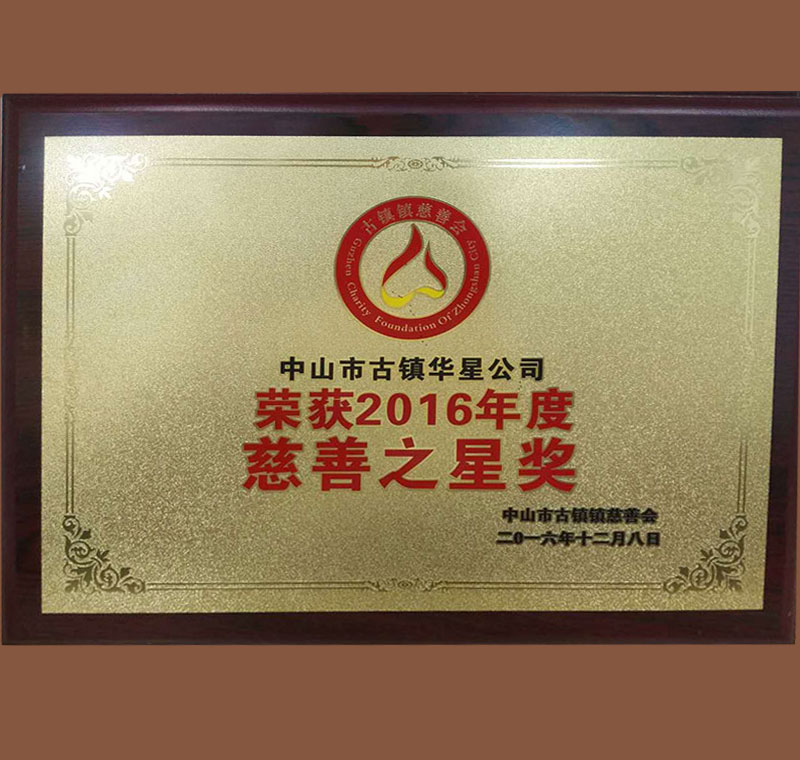 古镇镇慈善会
Guzhen Charity Foundation Of Zhongshan City
中山市古镇华星公司
荣获2016年度
慈善之星奖
中山市古镇镇慈善会
二0一六年十二月八日